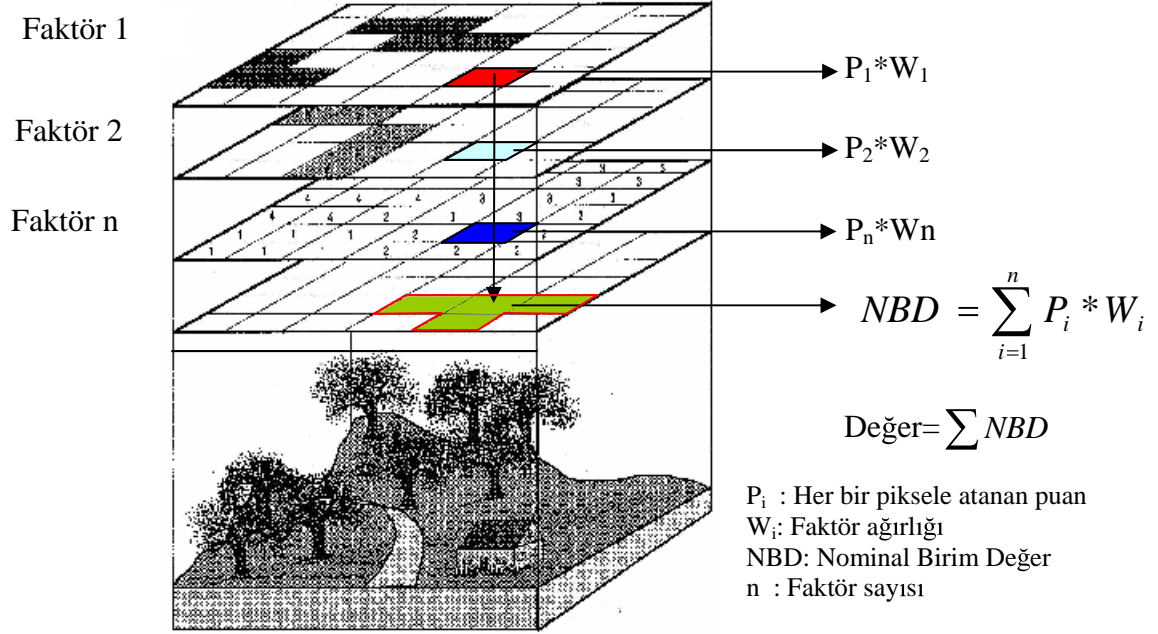 Faktör 1
P₁*W₁
Faktör 2
P₂*W₂
Faktör n
Pₙ*Wn
NBD = ∑ᵢ₌₁ⁿ Pᵢ * Wᵢ
Değer=∑ NBD
Pᵢ : Her bir piksele atanan puan
Wᵢ: Faktör ağırlığı
NBD: Nominal Birim Değer
n : Faktör sayısı